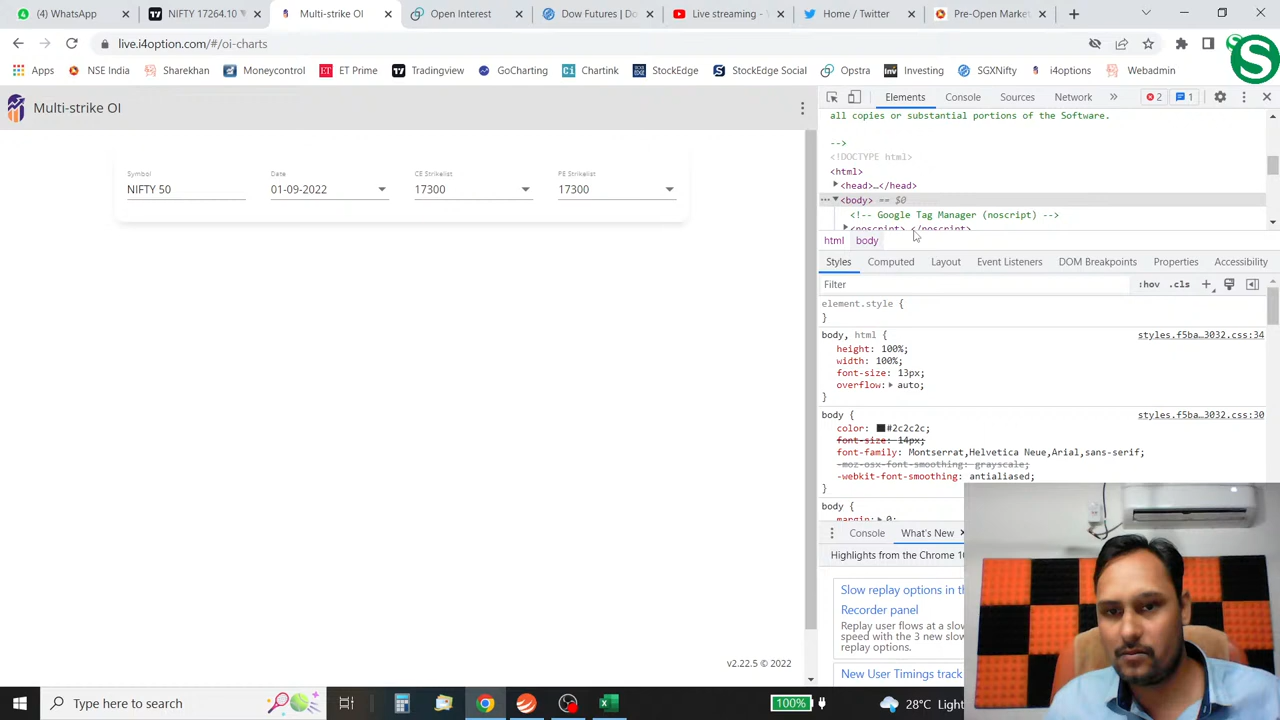 (4) WhatsApp
NIFTY 17264.10
Multi-strike OI
Open Interest
Dow Futures | Do
Live streaming -
Home / Twitter
Pre-Open Market
live.i4option.com/#/oi-charts
Apps
NSE India
Sharekhan
Moneycontrol
ET Prime
Tradingview
GoCharting
Chartink
StockEdge
StockEdge Social
Opstra
Investing
SGXNifty
i4options
Webadmin
S
Multi-strike OI
Elements
Console
Sources
Network
2
1
all copies or substantial portions of the Software.
-->
<!DOCTYPE html>
<html>
<head>…</head>
<body> == $0
<!-- Google Tag Manager (noscript) -->
<noscript> </noscript>
html body
Symbol
Date
CE Strikelist
PE Strikelist
NIFTY 50
01-09-2022
17300
17300
Styles
Computed
Layout
Event Listeners
DOM Breakpoints
Properties
Accessibility
Filter
:hov .cls
element.style {
}
body, html {
styles.f5ba…3032.css:34
height: 100%;
width: 100%;
font-size: 13px;
overflow: auto;
}
body {
styles.f5ba…3032.css:30
color: #2c2c2c;
font-size: 14px;
font-family: Montserrat,Helvetica Neue,Arial,sans-serif;
-moz-osx-font-smoothing: grayscale;
-webkit-font-smoothing: antialiased;
}
body {
margin: 0;
Console
What's New
Highlights from the Chrome 10
Slow replay options in th
Recorder panel
Replay user flows at a slow
speed with the 3 new slow
replay options.
New User Timings track
v2.22.5 © 2022
Type here to search
100%
28°C Light